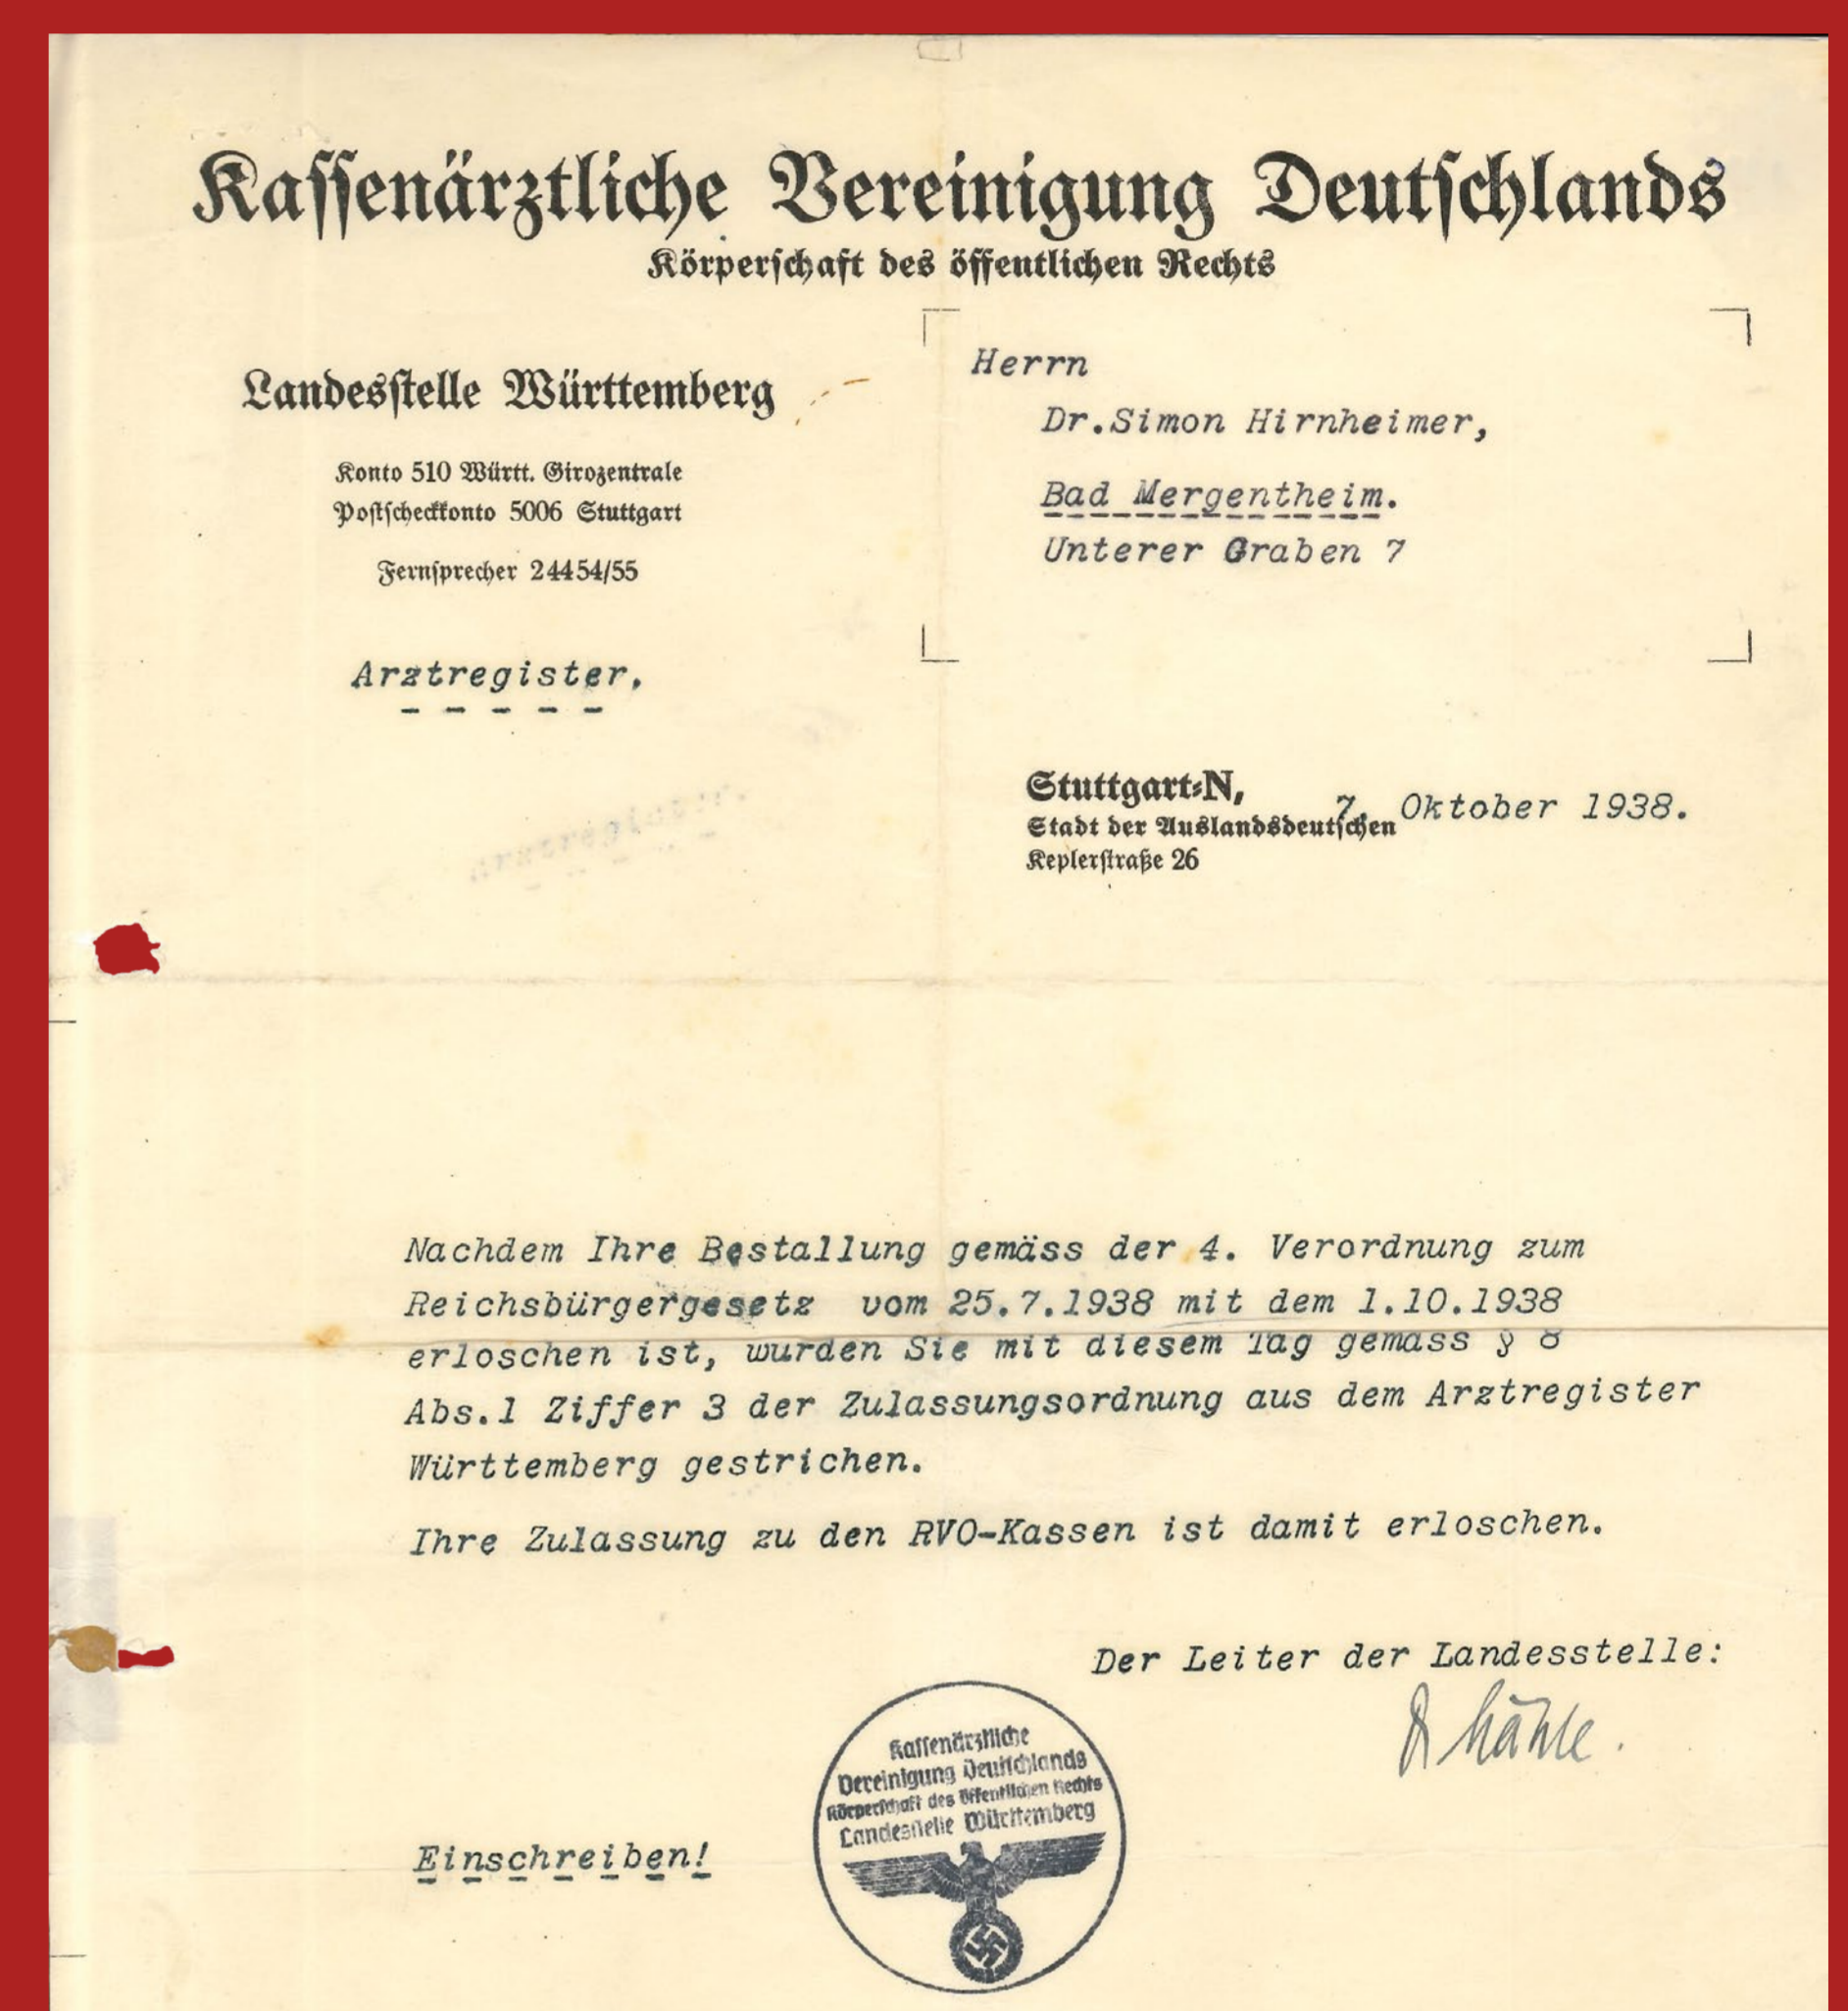 Kassenärztliche Vereinigung Deutschlands
Körperschaft des öffentlichen Rechts
Landesstelle Württemberg
Konto 510 Württ. Girozentrale
Postscheckkonto 5006 Stuttgart
Fernsprecher 24454/55
Arztregister.
Herrn
Dr.Simon Hirnheimer,
Bad Mergentheim.
Unterer Graben 7
Stuttgart-N,
7. Oktober 1938.
Stadt der Auslandsdeutschen
Keplerstraße 26
Nachdem Ihre Bestallung gemäss der 4. Verordnung zum
Reichsbürgergesetz vom 25.7.1938 mit dem 1.10.1938
erloschen ist, wurden Sie mit diesem Tag gemäss § 8
Abs.1 Ziffer 3 der Zulassungsordnung aus dem Arztregister
Württemberg gestrichen.
Ihre Zulassung zu den RVO-Kassen ist damit erloschen.
Der Leiter der Landesstelle:
Einschreiben!
Kassenärztliche
Vereinigung Deutschlands
Körperschaft des öffentlichen Rechts
Landesstelle Württemberg